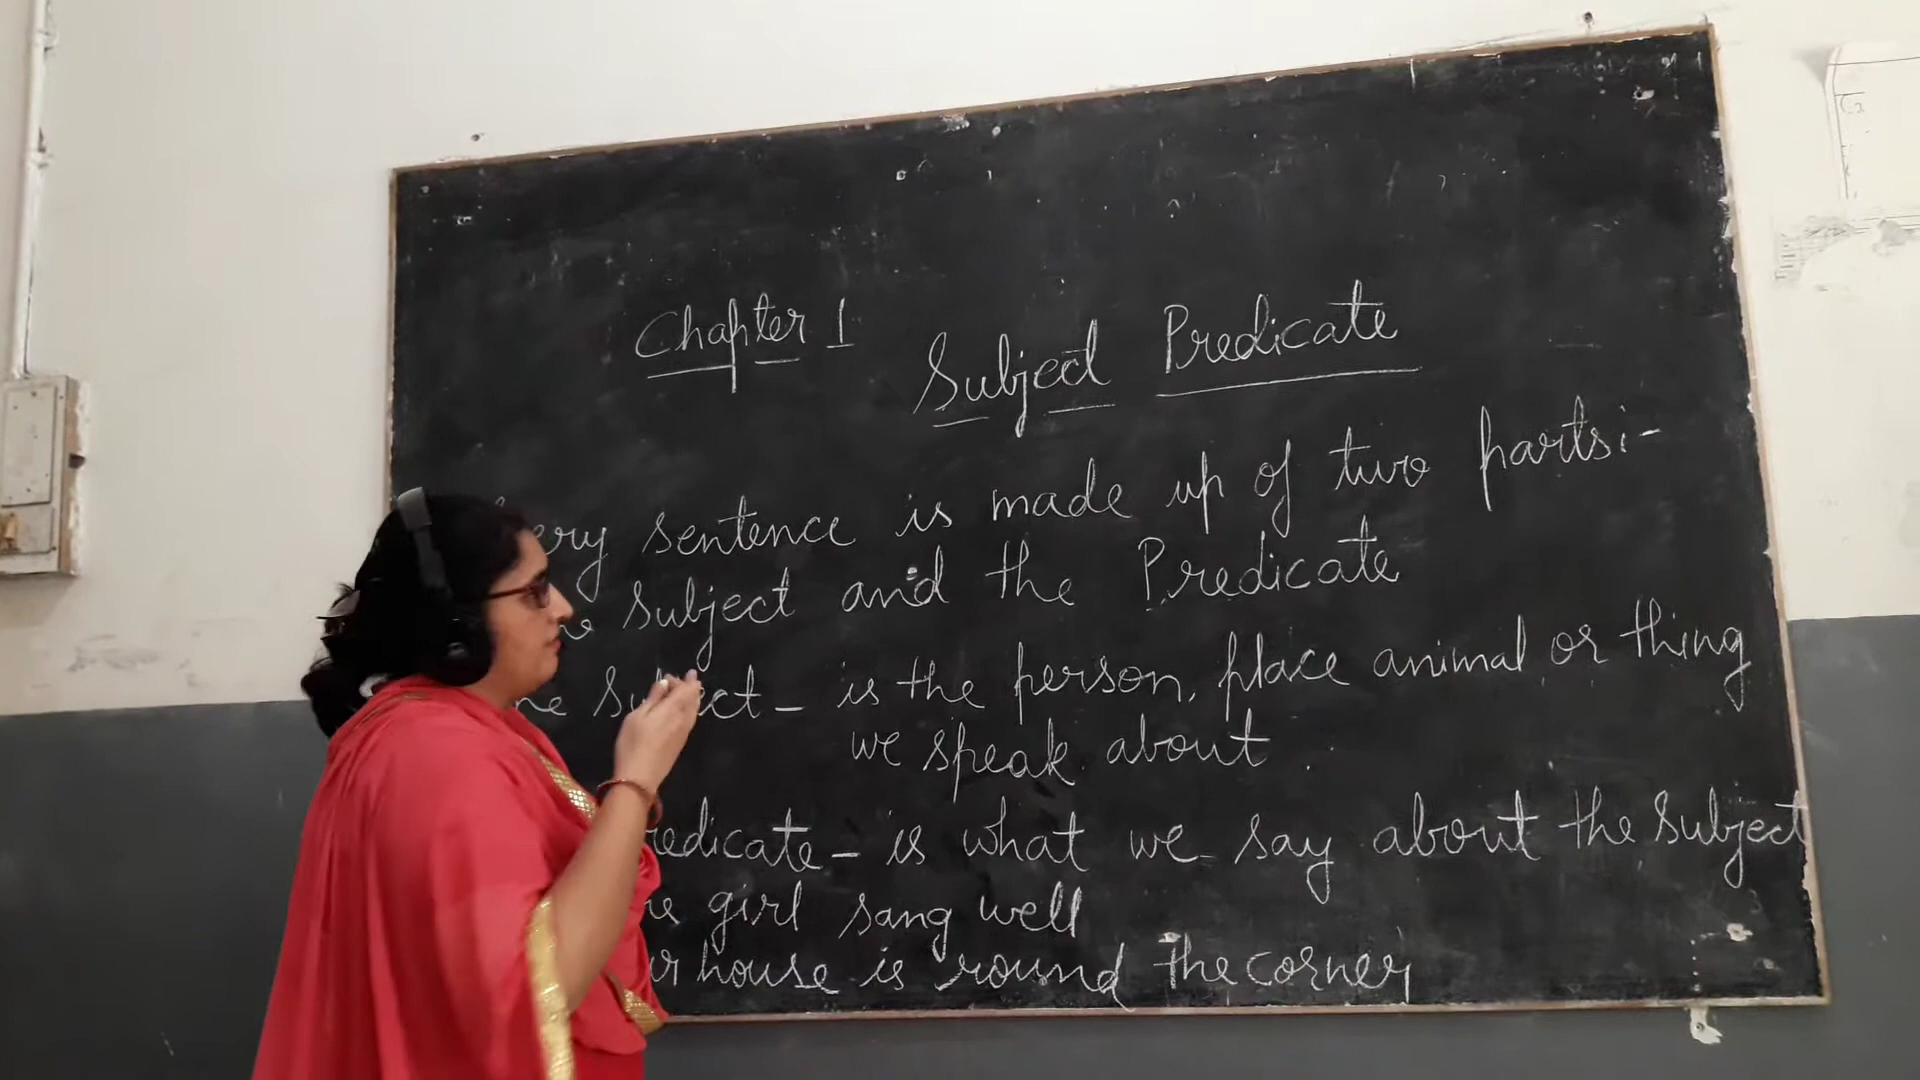 Chapter 1
Subject Predicate
sentence is made up of two parts:-
Subject and the Predicate
Subject - is the person, place animal or thing
we speak about.
redicate - is what we say about the Subject
girl sang well
house is round the corner